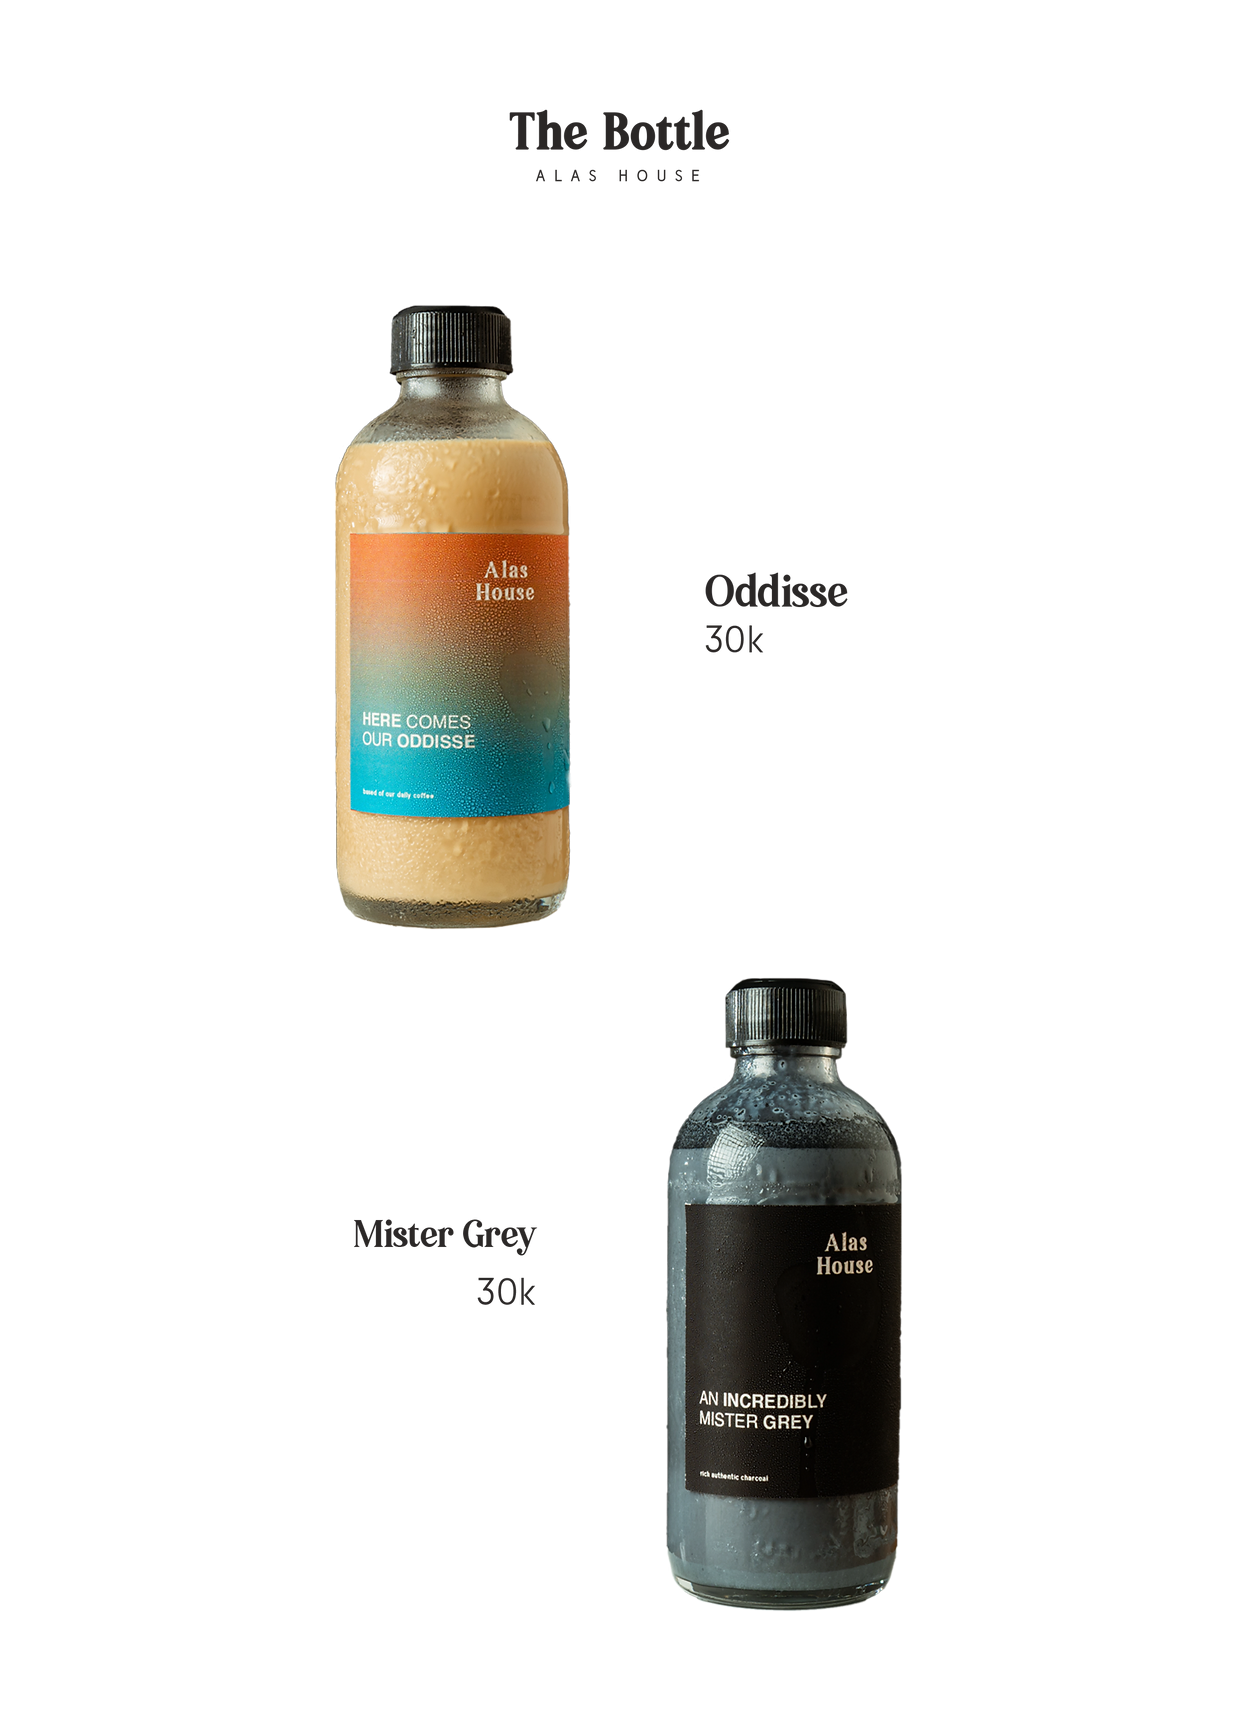 The Bottle
ALAS HOUSE
Alas
House
HERE COMES
OUR ODDISSE
based of our daily coffee
Oddisse
30k
Mister Grey
30k
Alas
House
AN INCREDIBLY
MISTER GREY
rich authentic charcoal